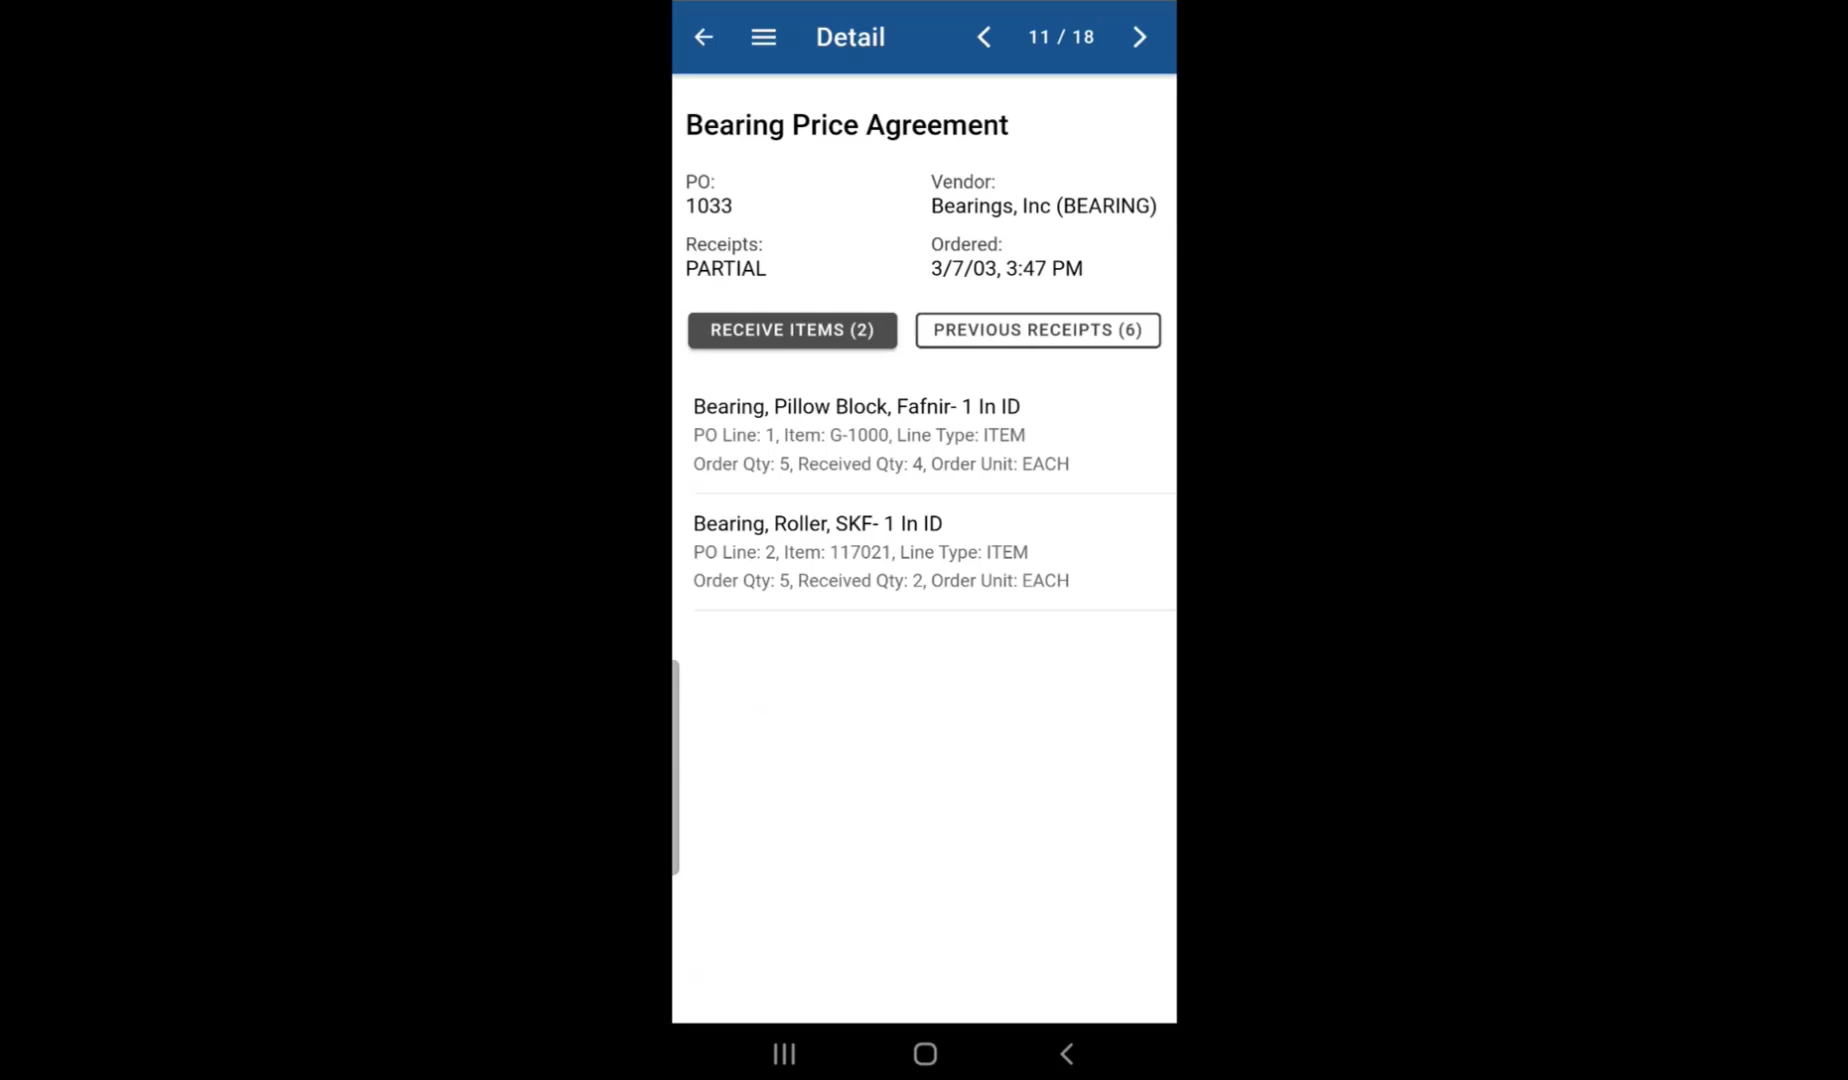 Detail
11 / 18
Bearing Price Agreement
PO:
1033
Vendor:
Bearings, Inc (BEARING)
Receipts:
PARTIAL
Ordered:
3/7/03, 3:47 PM
RECEIVE ITEMS (2)
PREVIOUS RECEIPTS (6)
Bearing, Pillow Block, Fafnir- 1 In ID
PO Line: 1, Item: G-1000, Line Type: ITEM
Order Qty: 5, Received Qty: 4, Order Unit: EACH
Bearing, Roller, SKF- 1 In ID
PO Line: 2, Item: 117021, Line Type: ITEM
Order Qty: 5, Received Qty: 2, Order Unit: EACH